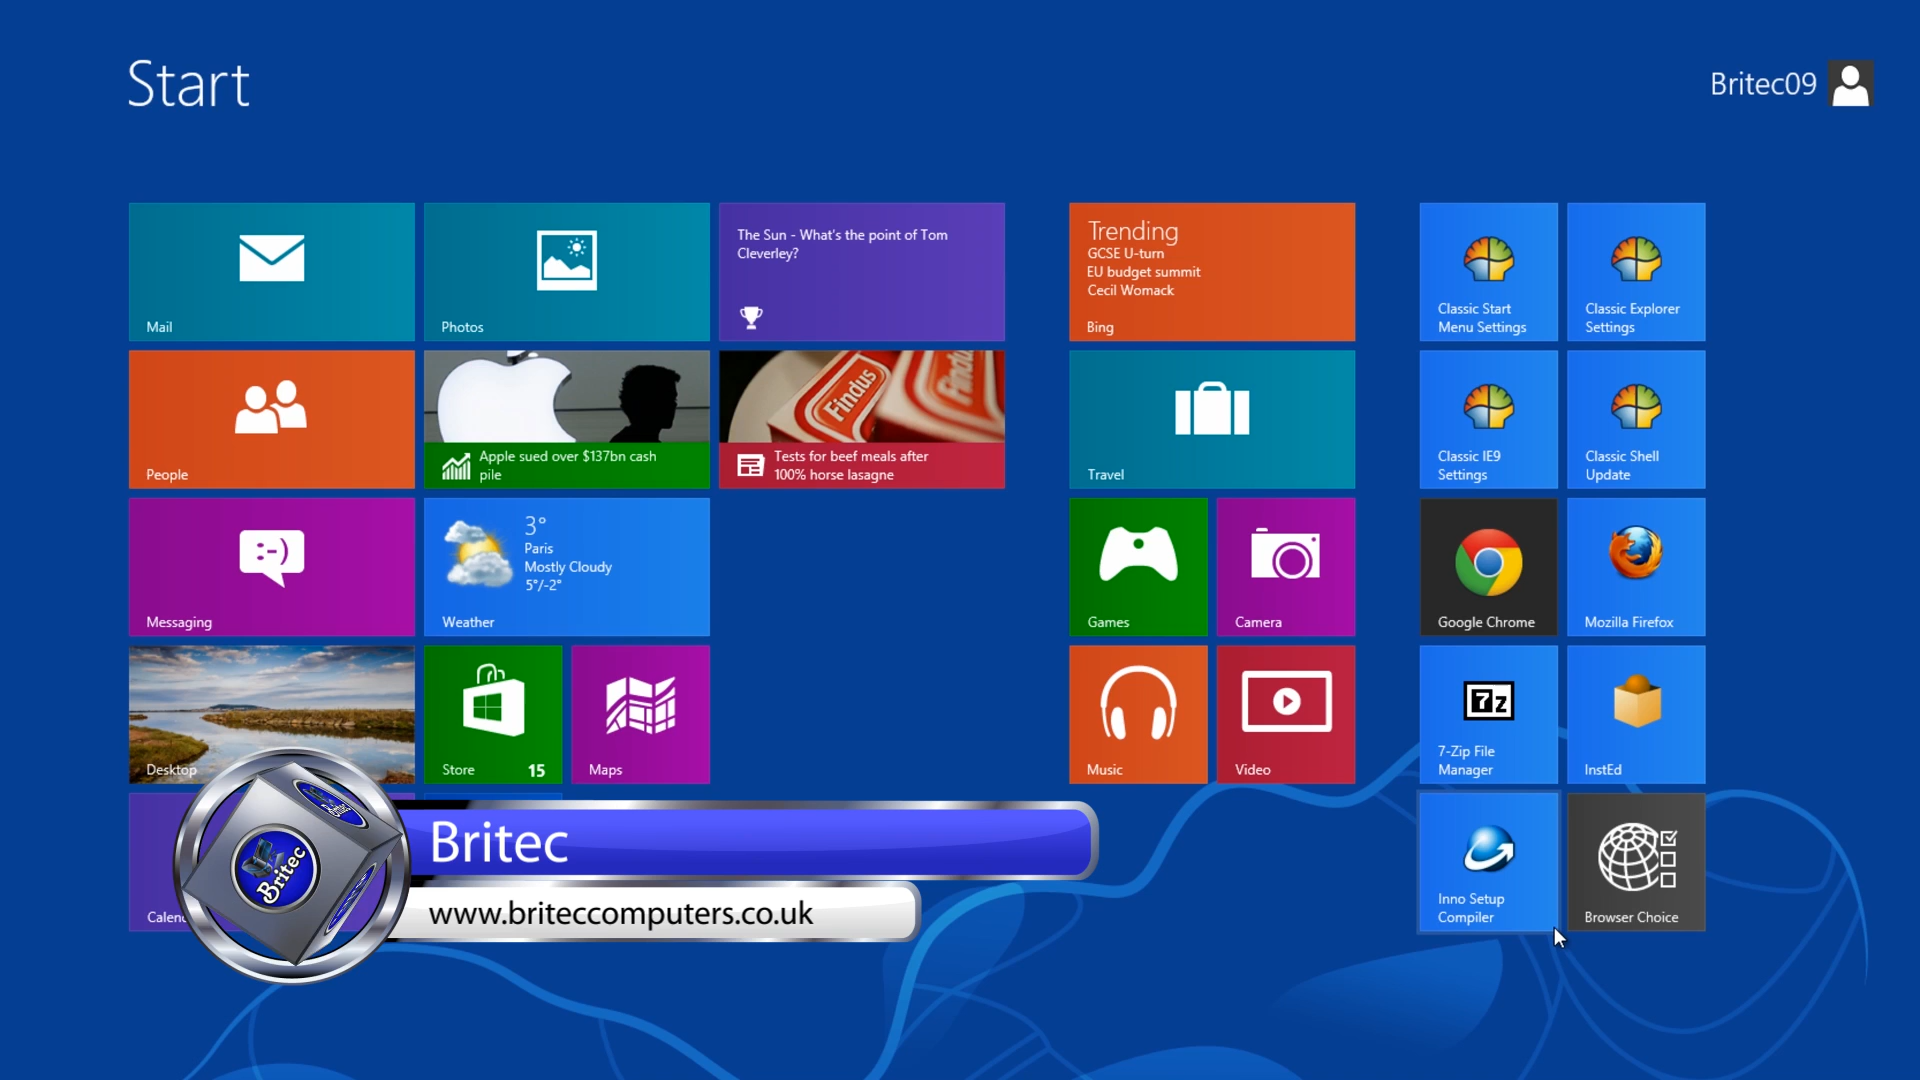 Start
Britec09
Mail
Photos
The Sun - What's the point of Tom
Cleverley?
Trending
GCSE U-turn
EU budget summit
Cecil Womack
Bing
Classic Start
Menu Settings
Classic Explorer
Settings
People
Apple sued over $137bn cash
pile
Findus
Tests for beef meals after
100% horse lasagne
Travel
Classic IE9
Settings
Classic Shell
Update
:-)
Messaging
3°
Paris
Mostly Cloudy
5°/-2°
Weather
Games
Camera
Google Chrome
Mozilla Firefox
Desktop
Store
15
Maps
Music
Video
7z
7-Zip File
Manager
InstEd
Britec
Britec
www.briteccomputers.co.uk
Inno Setup
Compiler
Browser Choice